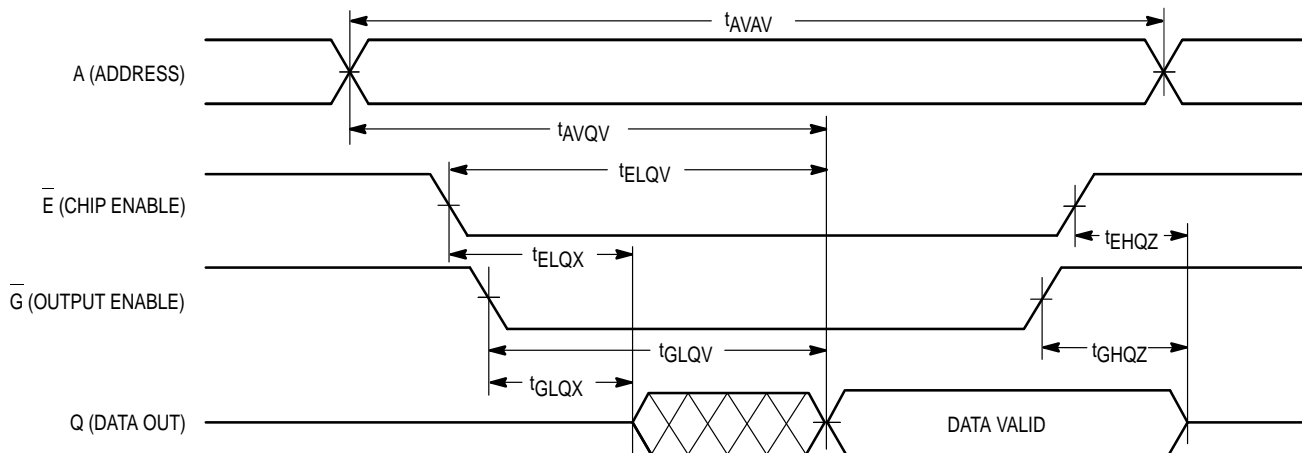 tAVAV
A (ADDRESS)
tAVQV
tELQV
E̅ (CHIP ENABLE)
tEHQZ
tELQX
G̅ (OUTPUT ENABLE)
tGLQV
tGHQZ
tGLQX
Q (DATA OUT)
DATA VALID